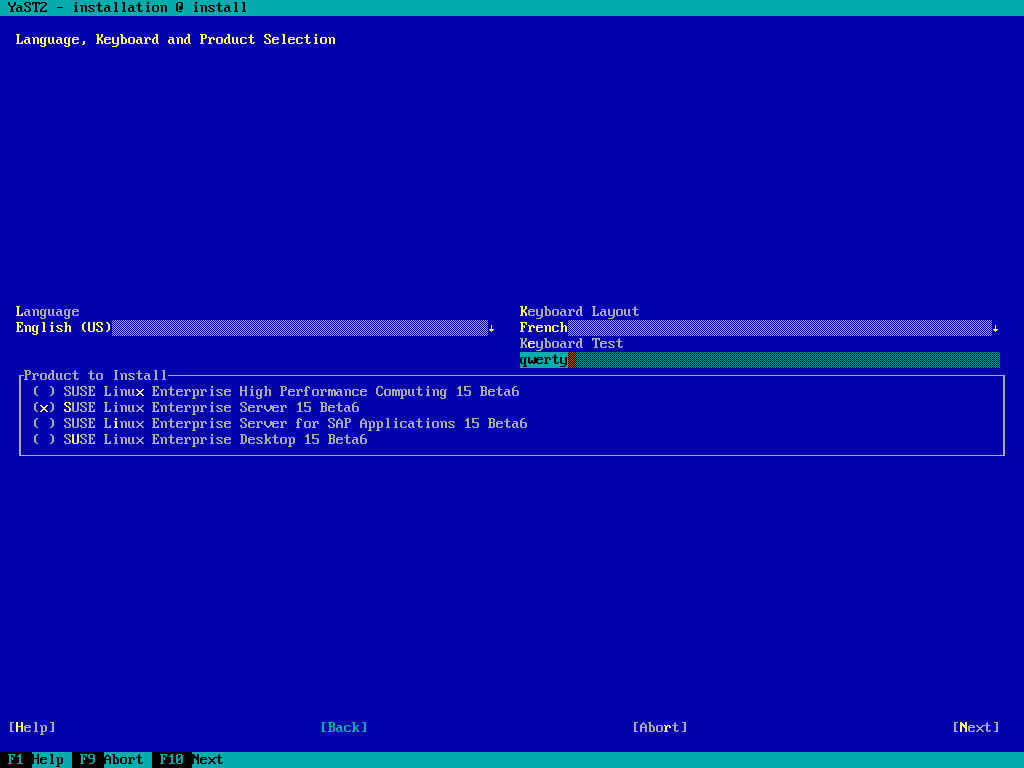 YaST2 - installation @ install
Language, Keyboard and Product Selection
Language
English (US)↓
Keyboard Layout
French↓
Keyboard Test
qwerty
Product to Install
( ) SUSE Linux Enterprise High Performance Computing 15 Beta6
(x) SUSE Linux Enterprise Server 15 Beta6
( ) SUSE Linux Enterprise Server for SAP Applications 15 Beta6
( ) SUSE Linux Enterprise Desktop 15 Beta6
[Help] [Back] [Abort] [Next]
F1 Help F9 Abort F10 Next